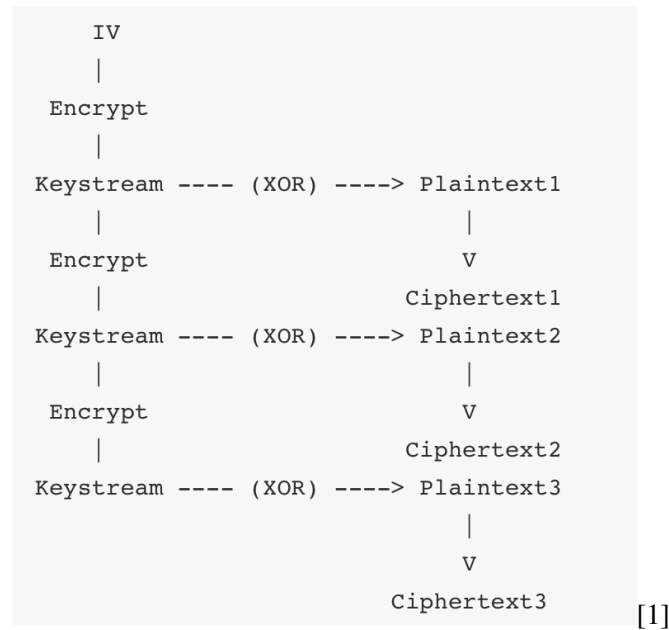 IV
|
Encrypt
|
Keystream ---- (XOR) ----> Plaintext1
| |
Encrypt V
| Ciphertext1
Keystream ---- (XOR) ----> Plaintext2
| |
Encrypt V
| Ciphertext2
Keystream ---- (XOR) ----> Plaintext3
|
V
Ciphertext3 [1]